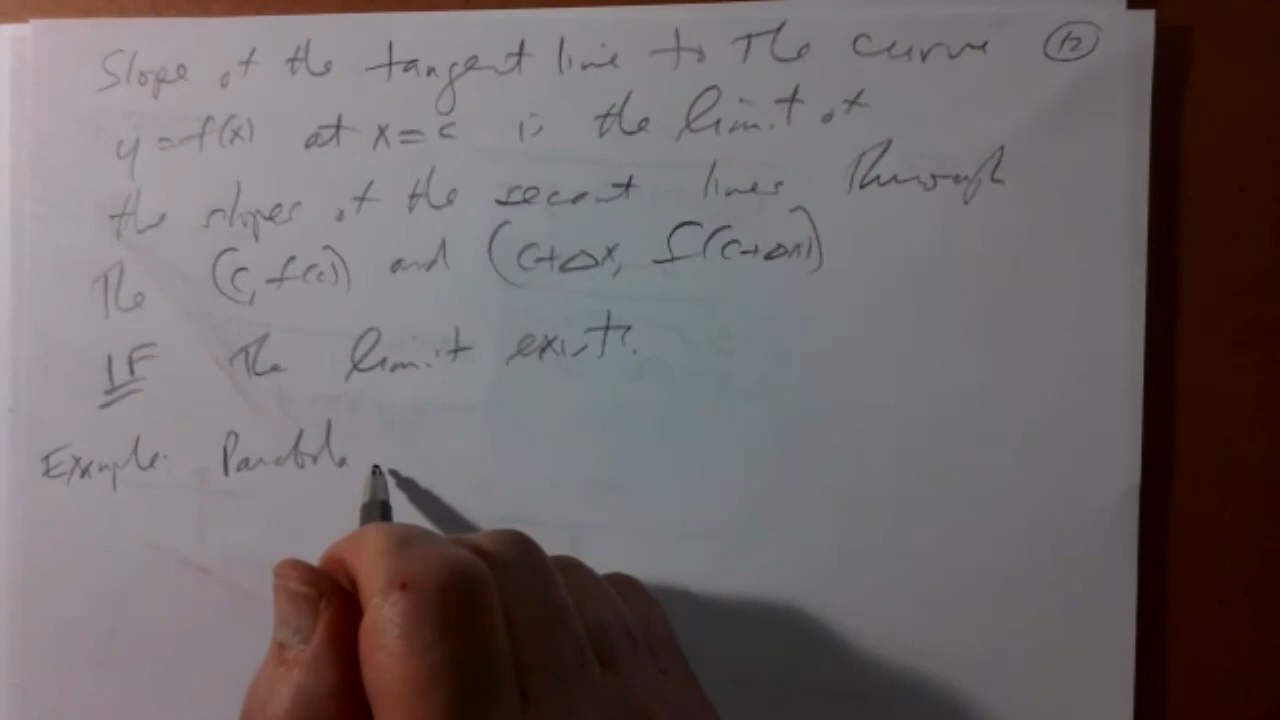 Slope of the tangent line to The curve ⑫
y = f(x) at x = c is the limit of
the slopes of the secant lines Through
The (c, f(c)) and (c+Δx, f(c+Δx))
IF The limit exists.
Example: Parabola